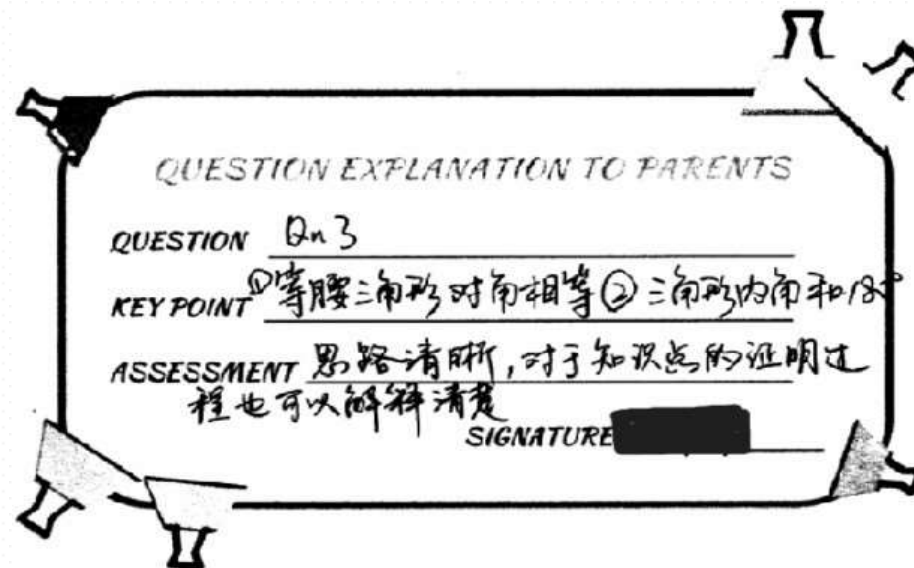 QUESTION EXPLANATION TO PARENTS
QUESTION Qn 3
KEY POINT ①等腰三角形对角相等②三角形内角和180°
ASSESSMENT 思路清晰,对于知识点的证明过
程也可以解释清楚
SIGNATURE